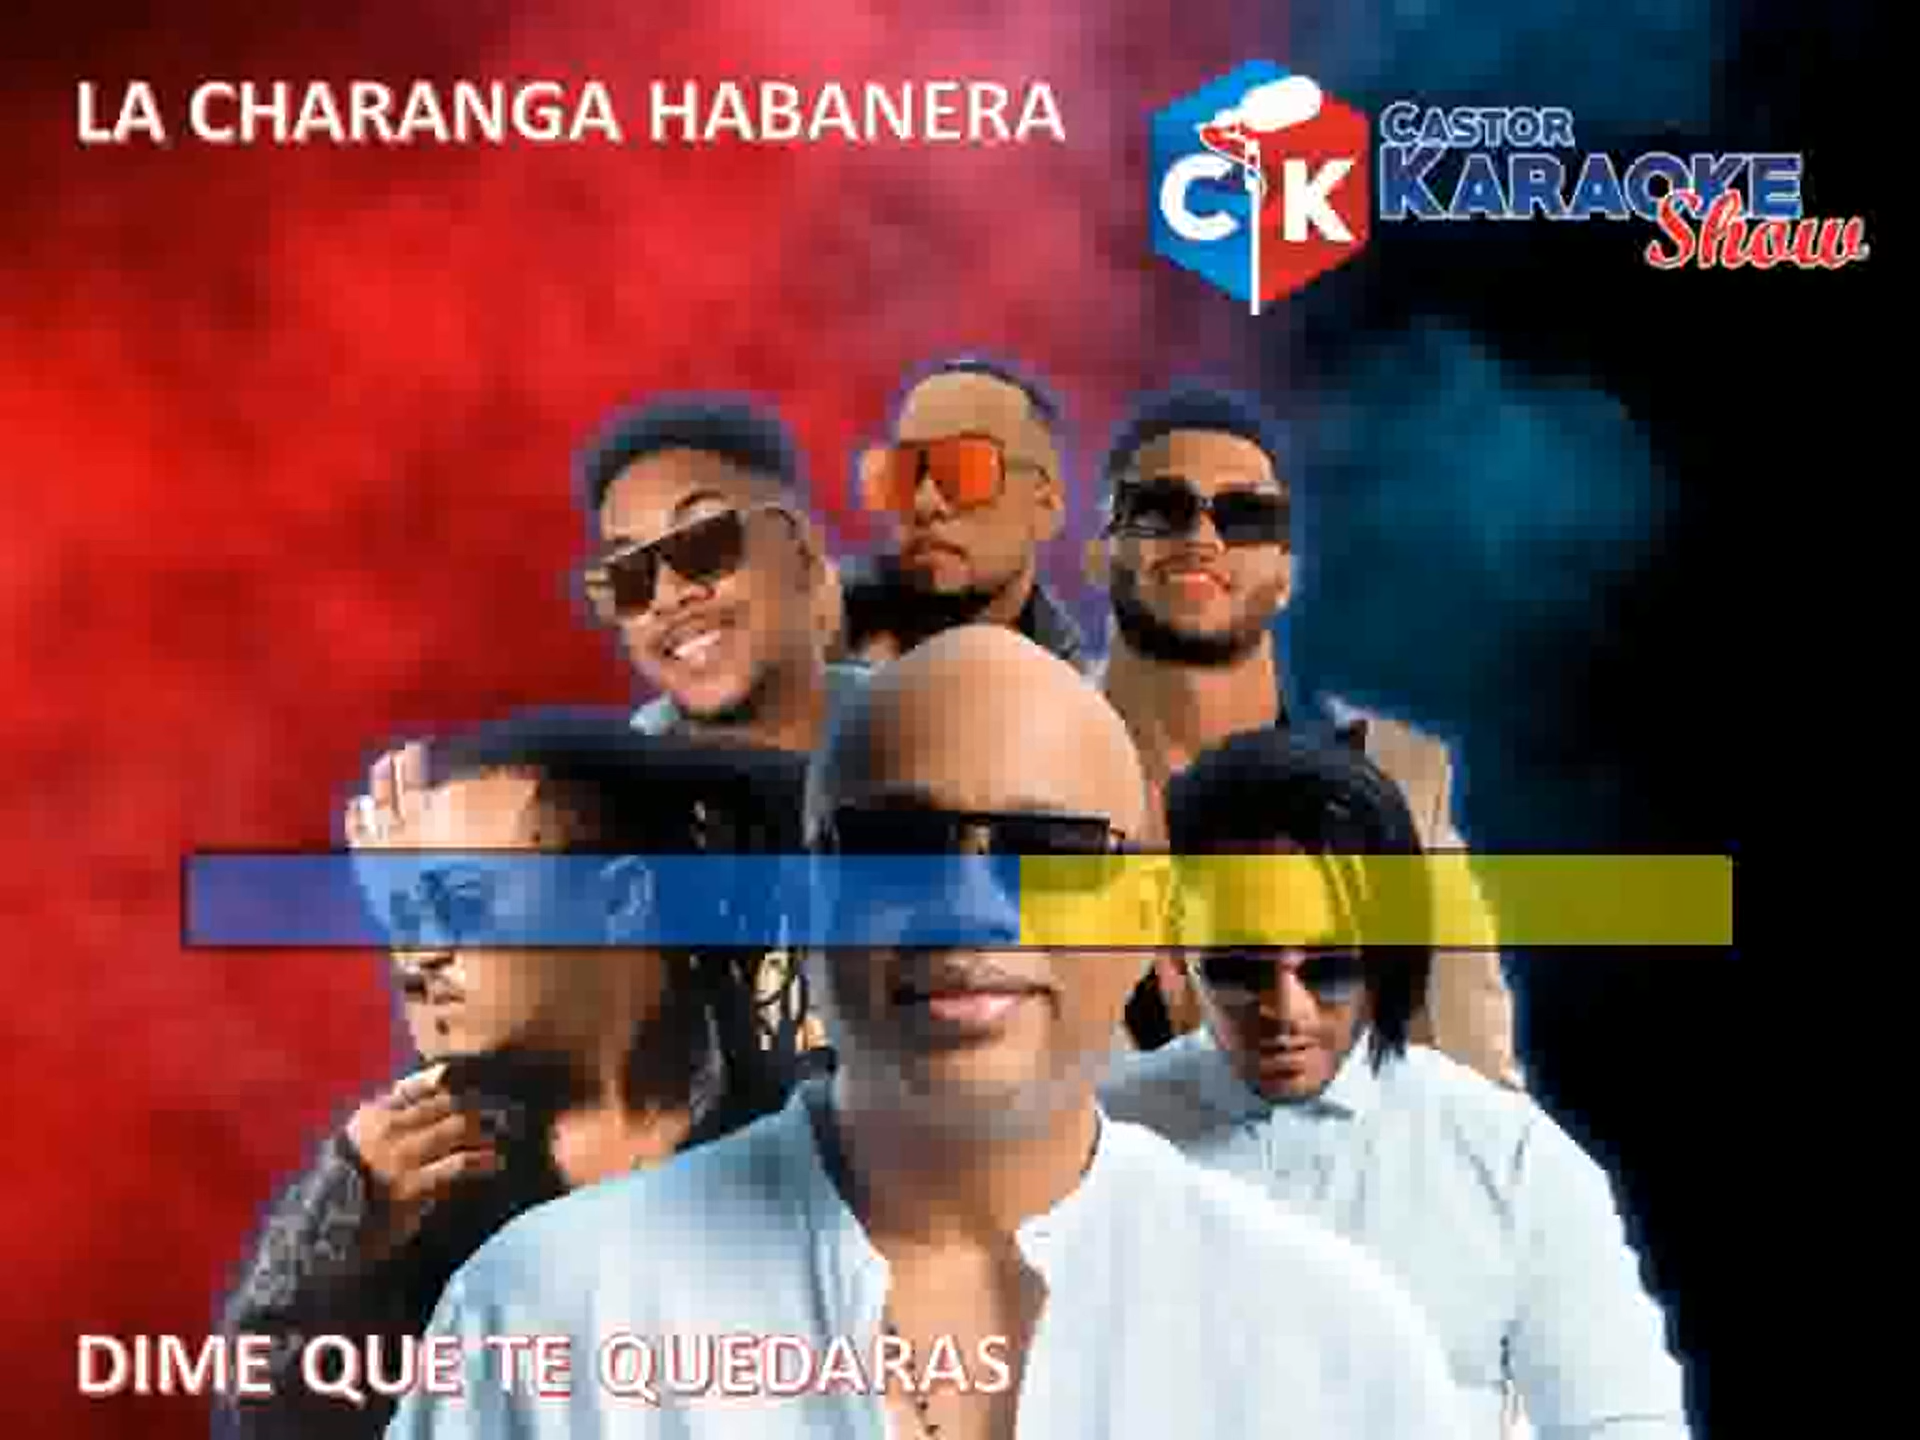 LA CHARANGA HABANERA
CK
CASTOR
KARAOKE
Show
DIME QUE TE QUEDARAS